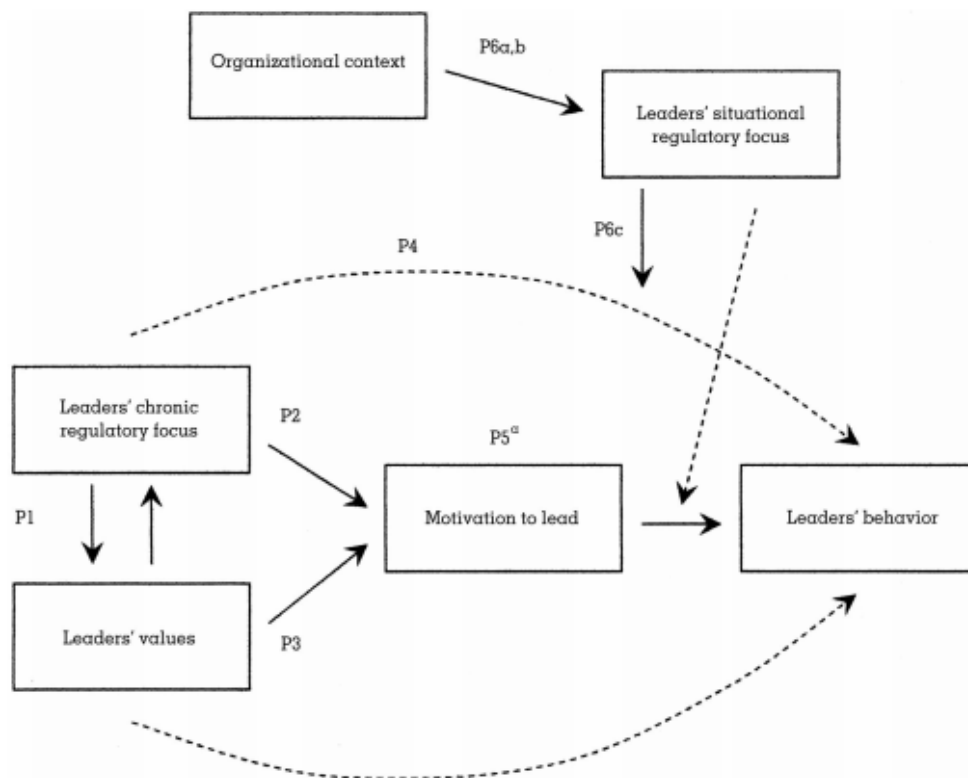 P6a,b
Organizational context
Leaders' situational
regulatory focus
P6c
P4
Leaders' chronic
regulatory focus
P2
P5α
P1
Motivation to lead
Leaders' behavior
Leaders' values
P3